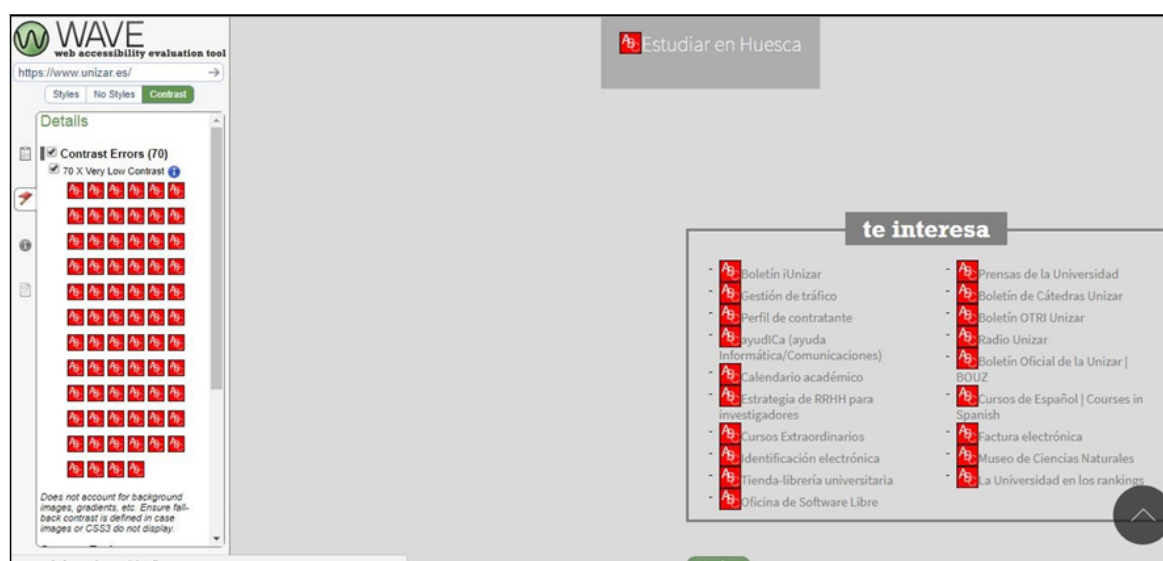 WAVE
web accessibility evaluation tool
https://www.unizar.es/
Styles No Styles Contrast
Details
Contrast Errors (70)
70 X Very Low Contrast
Does not account for background
images, gradients, etc. Ensure fall-
back contrast is defined in case
images or CSS3 do not display.
Estudiar en Huesca
te interesa
- Boletín iUnizar
- Gestión de tráfico
- Perfil de contratante
- ayudICa (ayuda
Informática/Comunicaciones)
- Calendario académico
- Estrategia de RRHH para
investigadores
- Cursos Extraordinarios
- Identificación electrónica
- Tienda-librería universitaria
- Oficina de Software Libre
- Prensas de la Universidad
- Boletín de Cátedras Unizar
- Boletín OTRI Unizar
- Radio Unizar
- Boletín Oficial de la Unizar |
BOUZ
- Cursos de Español | Courses in
Spanish
- Factura electrónica
- Museo de Ciencias Naturales
- La Universidad en los rankings